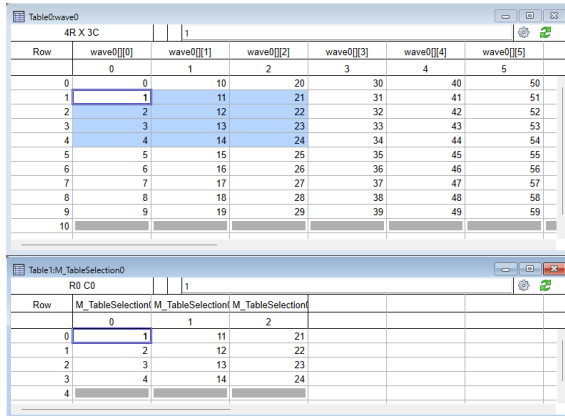 Table0:wave0
4R X 3C 1
Row wave0[][0] wave0[][1] wave0[][2] wave0[][3] wave0[][4] wave0[][5]
0 1 2 3 4 5
0 0 10 20 30 40 50
1 1 11 21 31 41 51
2 2 12 22 32 42 52
3 3 13 23 33 43 53
4 4 14 24 34 44 54
5 5 15 25 35 45 55
6 6 16 26 36 46 56
7 7 17 27 37 47 57
8 8 18 28 38 48 58
9 9 19 29 39 49 59
10
Table1:M_TableSelection0
R0 C0 1
Row M_TableSelection( M_TableSelection( M_TableSelection(
0 1 2
0 1 11 21
1 2 12 22
2 3 13 23
3 4 14 24
4